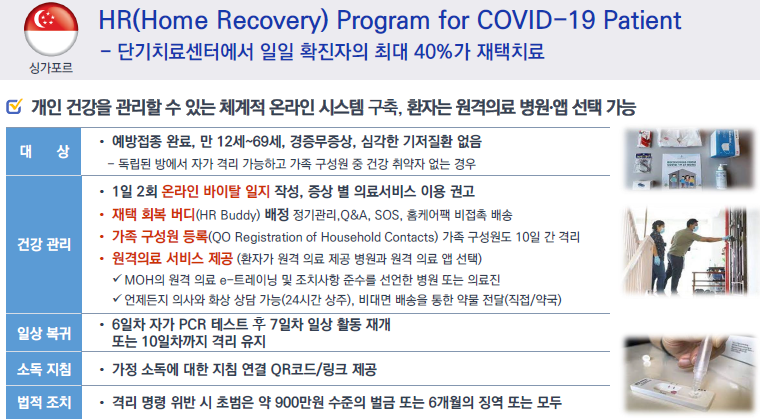 HR(Home Recovery) Program for COVID-19 Patient
- 단기치료센터에서 일일 확진자의 최대 40%가 재택치료
싱가포르
개인 건강을 관리할 수 있는 체계적 온라인 시스템 구축, 환자는 원격의료 병원·앱 선택 가능
대 상
• 예방접종 완료, 만 12세~69세, 경증무증상, 심각한 기저질환 없음
- 독립된 방에서 자가 격리 가능하고 가족 구성원 중 건강 취약자 없는 경우
건강 관리
• 1일 2회 온라인 바이탈 일지 작성, 증상 별 의료서비스 이용 권고
• 재택 회복 버디(HR Buddy) 배정 정기관리,Q&A, SOS, 홈케어팩 비접촉 배송
• 가족 구성원 등록(QO Registration of Household Contacts) 가족 구성원도 10일 간 격리
• 원격의료 서비스 제공 (환자가 원격 의료 제공 병원과 원격 의료 앱 선택)
✓ MOH의 원격 의료 e-트레이닝 및 조치사항 준수를 선언한 병원 또는 의료진
✓ 언제든지 의사와 화상 상담 가능(24시간 상주), 비대면 배송을 통한 약물 전달(직접/약국)
일상 복귀
• 6일차 자가 PCR 테스트 후 7일차 일상 활동 재개
또는 10일차까지 격리 유지
소독 지침
• 가정 소독에 대한 지침 연결 QR코드/링크 제공
법적 조치
• 격리 명령 위반 시 초범은 약 900만원 수준의 벌금 또는 6개월의 징역 또는 모두